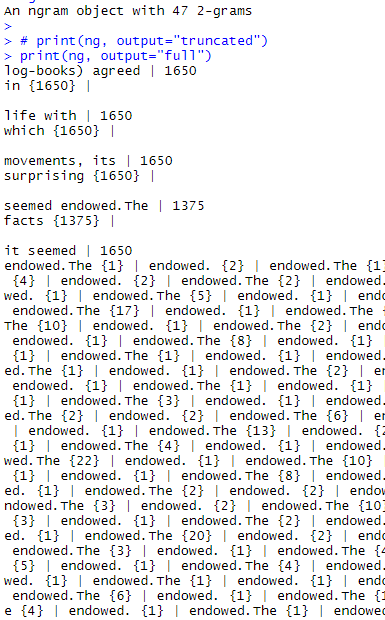 An ngram object with 47 2-grams
>
> # print(ng, output="truncated")
> print(ng, output="full")
log-books) agreed | 1650
in {1650} |
life with | 1650
which {1650} |
movements, its | 1650
surprising {1650} |
seemed endowed.The | 1375
facts {1375} |
it seemed | 1650
endowed.The {1} | endowed. {2} | endowed.The {1}
{4} | endowed. {2} | endowed.The {2} | endowed.
wed. {1} | endowed.The {5} | endowed. {1} | endo
endowed.The {17} | endowed. {1} | endowed.The {
The {10} | endowed. {1} | endowed.The {2} | endo
endowed. {1} | endowed.The {8} | endowed. {1} |
{1} | endowed.The {1} | endowed. {1} | endowed.
ed.The {1} | endowed. {1} | endowed.The {2} | en
endowed. {1} | endowed.The {1} | endowed. {1} |
{1} | endowed.The {3} | endowed. {1} | endowed.
ed.The {2} | endowed. {2} | endowed.The {6} | en
| endowed. {1} | endowed.The {13} | endowed. {2
{1} | endowed.The {4} | endowed. {1} | endowed.
wed.The {22} | endowed. {1} | endowed.The {10} |
{1} | endowed. {1} | endowed.The {8} | endowed.
ed. {1} | endowed.The {2} | endowed. {2} | endow
ndowed.The {3} | endowed. {2} | endowed.The {10}
{3} | endowed. {1} | endowed.The {2} | endowed.
ed. {1} | endowed.The {20} | endowed. {2} | endo
endowed.The {3} | endowed. {1} | endowed.The {4
{5} | endowed. {1} | endowed.The {4} | endowed.
wed. {1} | endowed.The {1} | endowed. {1} | endo
endowed.The {6} | endowed. {1} | endowed.The {1
e {4} | endowed. {1} | endowed.The {1} | endowed